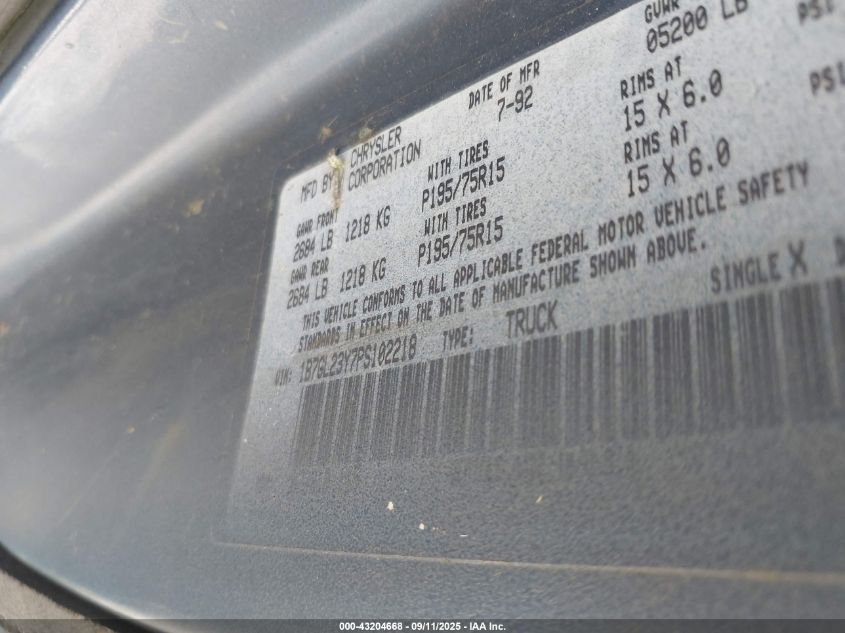 MFD BY CHRYSLER CORPORATION
DATE OF MFR 7-92
GVWR 05200 LB
GAWR FRONT 2684 LB 1218 KG WITH TIRES P195/75R15 RIMS AT 15 X 6.0 PSI
GAWR REAR 2684 LB 1218 KG WITH TIRES P195/75R15 RIMS AT 15 X 6.0 PSI
THIS VEHICLE CONFORMS TO ALL APPLICABLE FEDERAL MOTOR VEHICLE SAFETY
STANDARDS IN EFFECT ON THE DATE OF MANUFACTURE SHOWN ABOVE.
VIN: 1B7GL23Y7PS102218 TYPE: TRUCK SINGLE X D
000-43204668 - 09/11/2025 - IAA Inc.